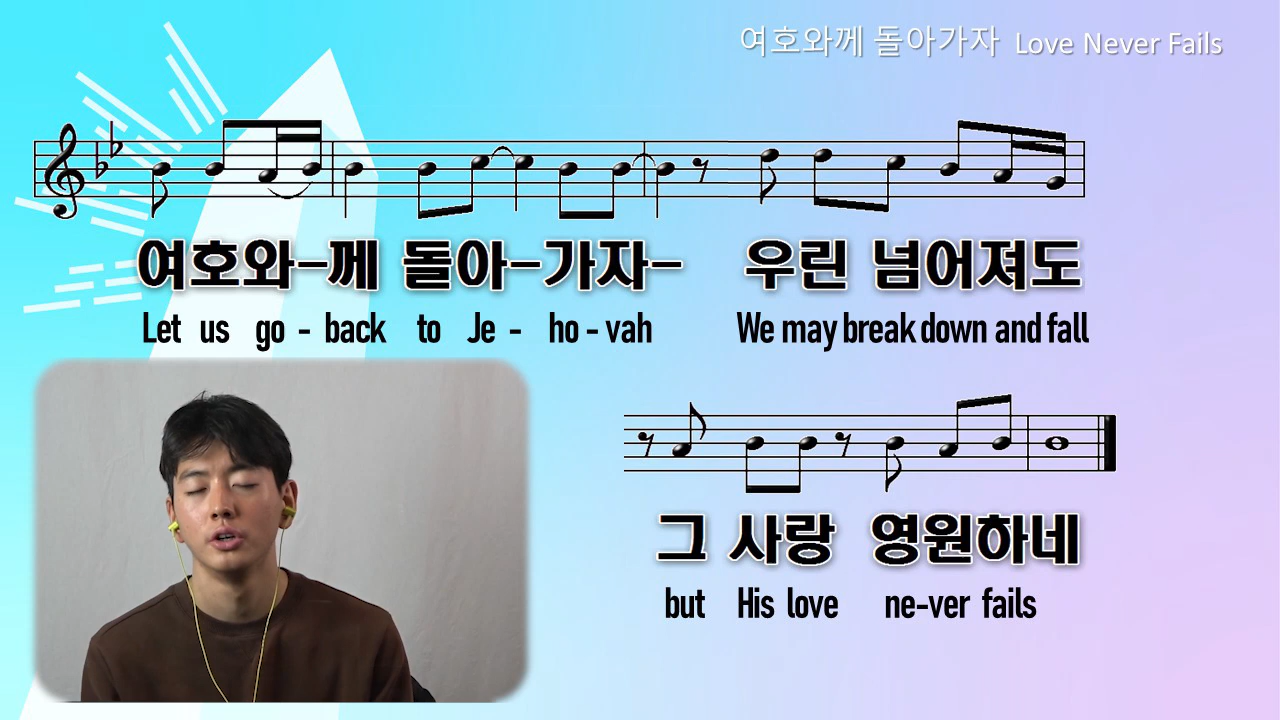 여호와께 돌아가자 Love Never Fails
여호와-께 돌아-가자- 우린 넘어져도
Let us go - back to Je - ho - vah We may break down and fall
그 사랑 영원하네
but His love ne-ver fails